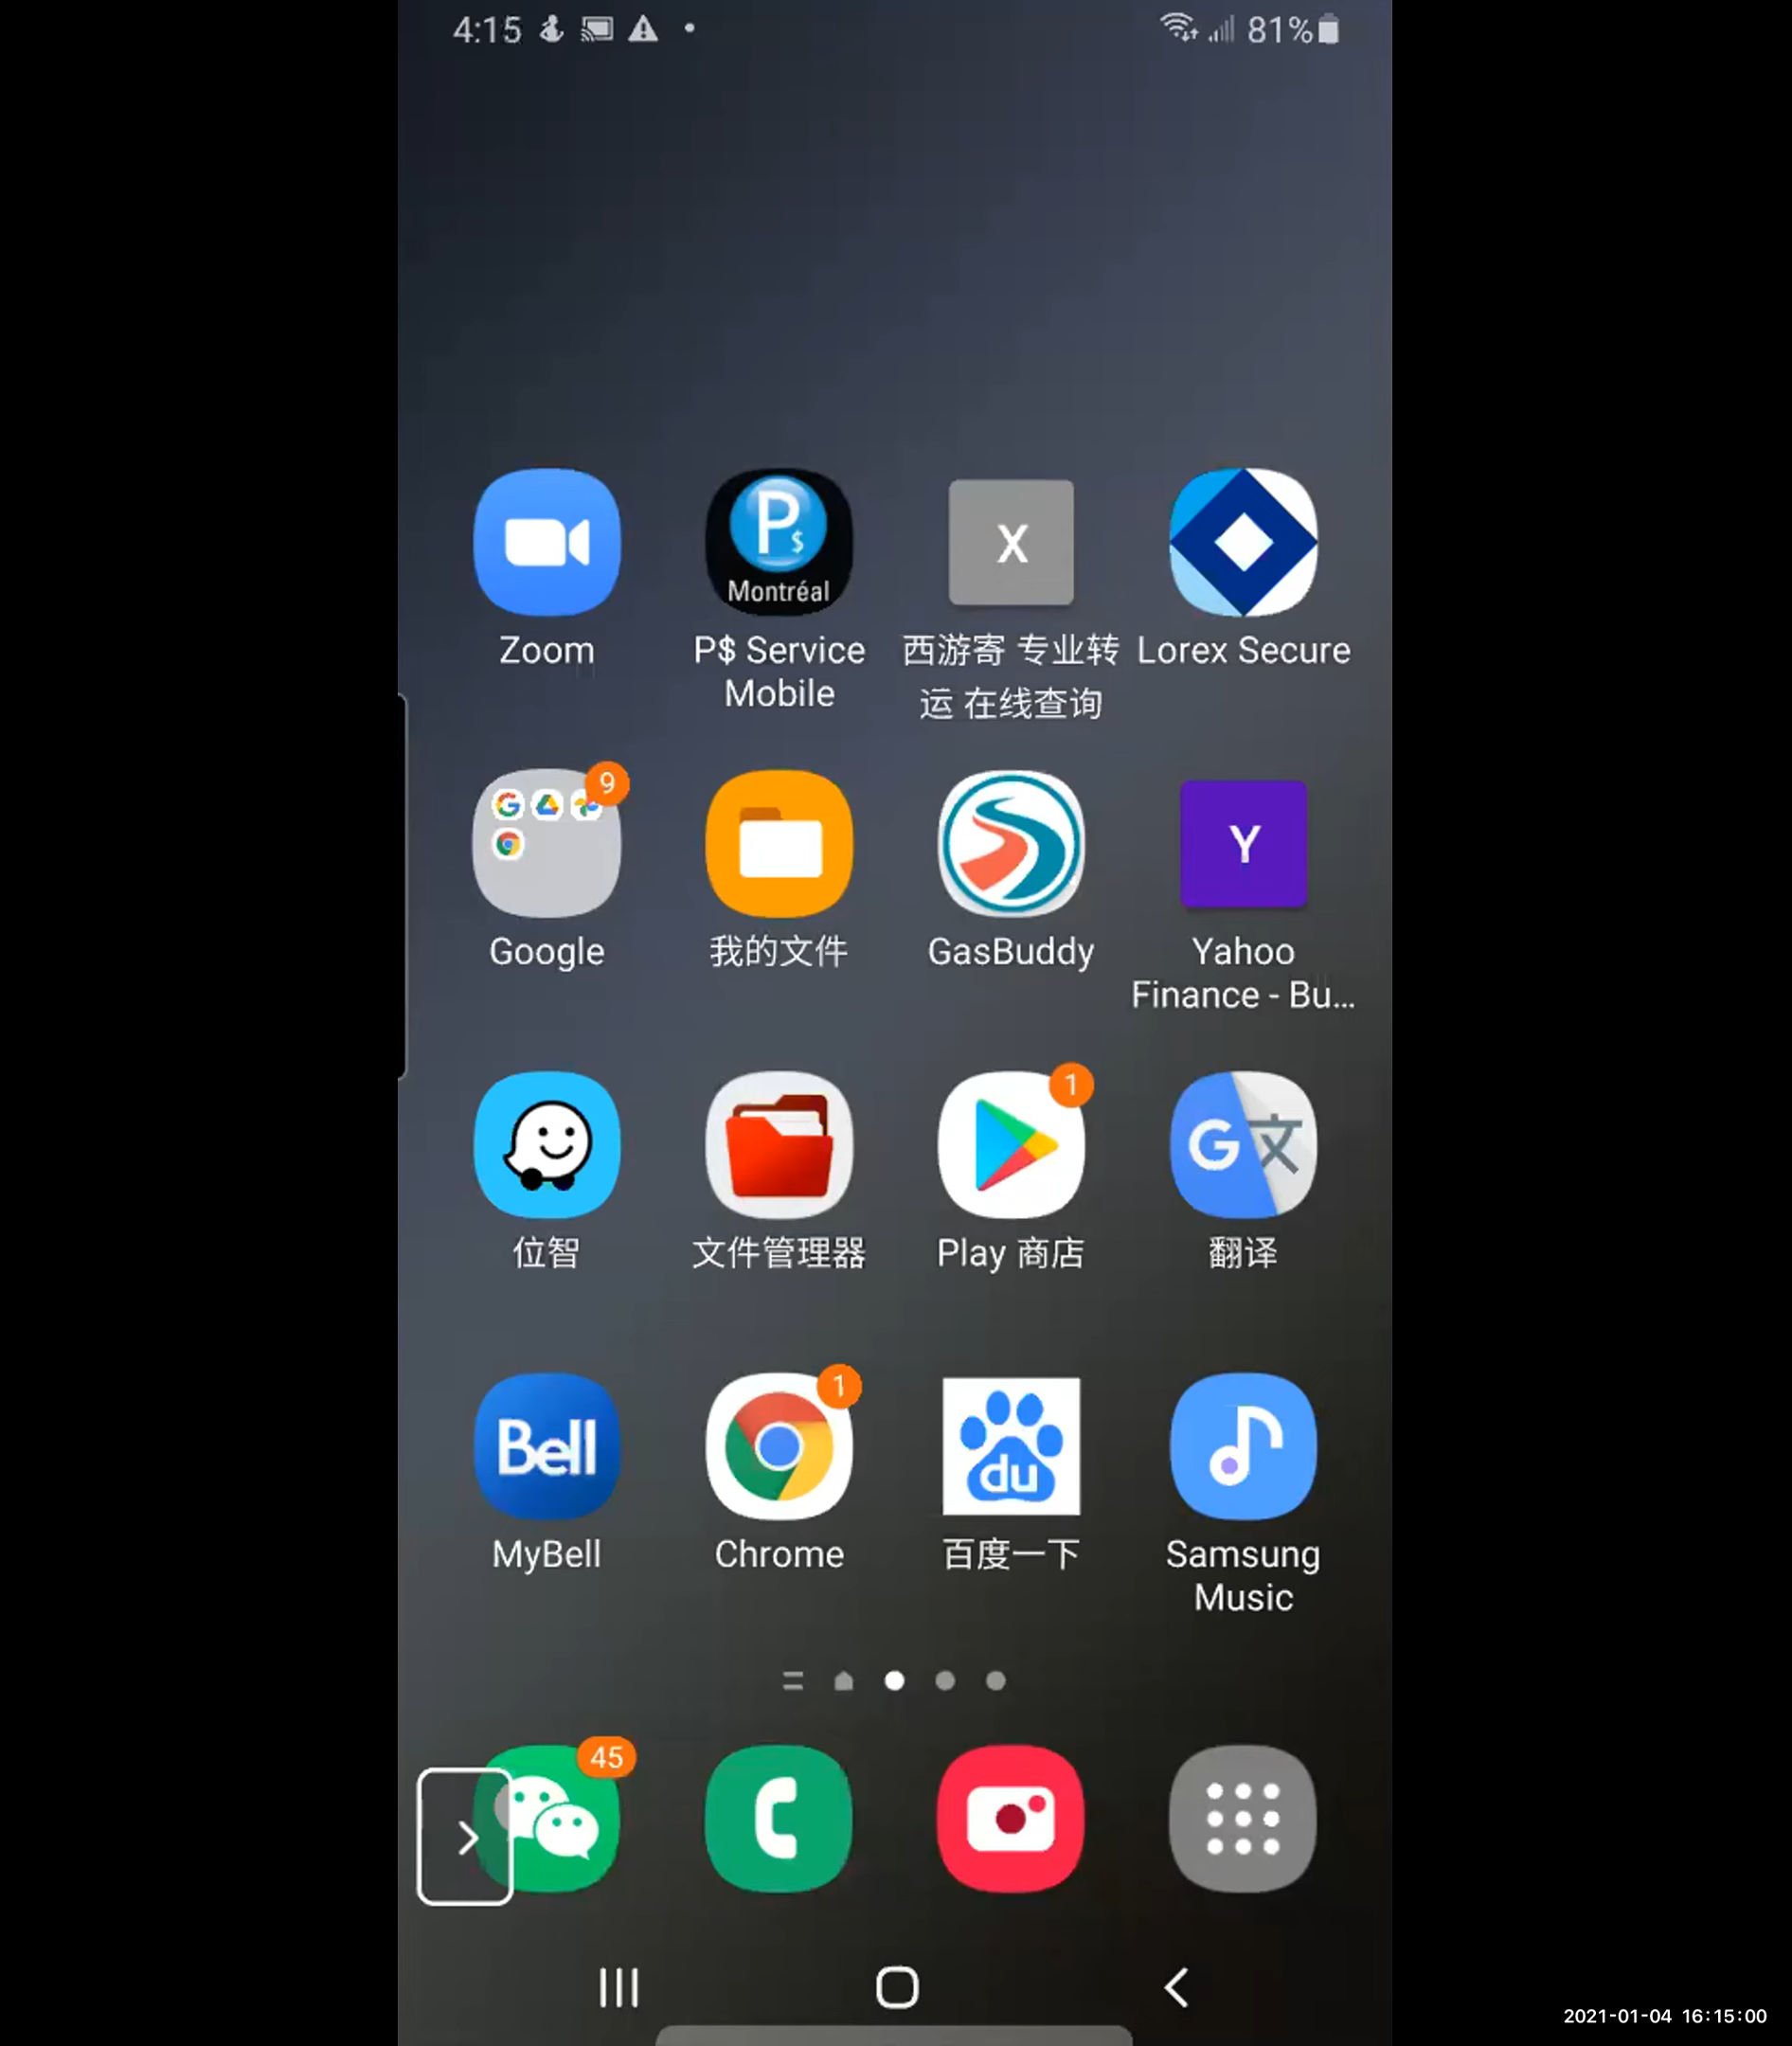 4:15
81%
P$
Montréal
X
Zoom
P$ Service
Mobile
西游寄 专业转
运 在线查询
Lorex Secure
9
Y
Google
我的文件
GasBuddy
Yahoo
Finance - Bu...
1
G文
位智
文件管理器
Play 商店
翻译
Bell
1
du
MyBell
Chrome
百度一下
Samsung
Music
45
2021-01-04 16:15:00